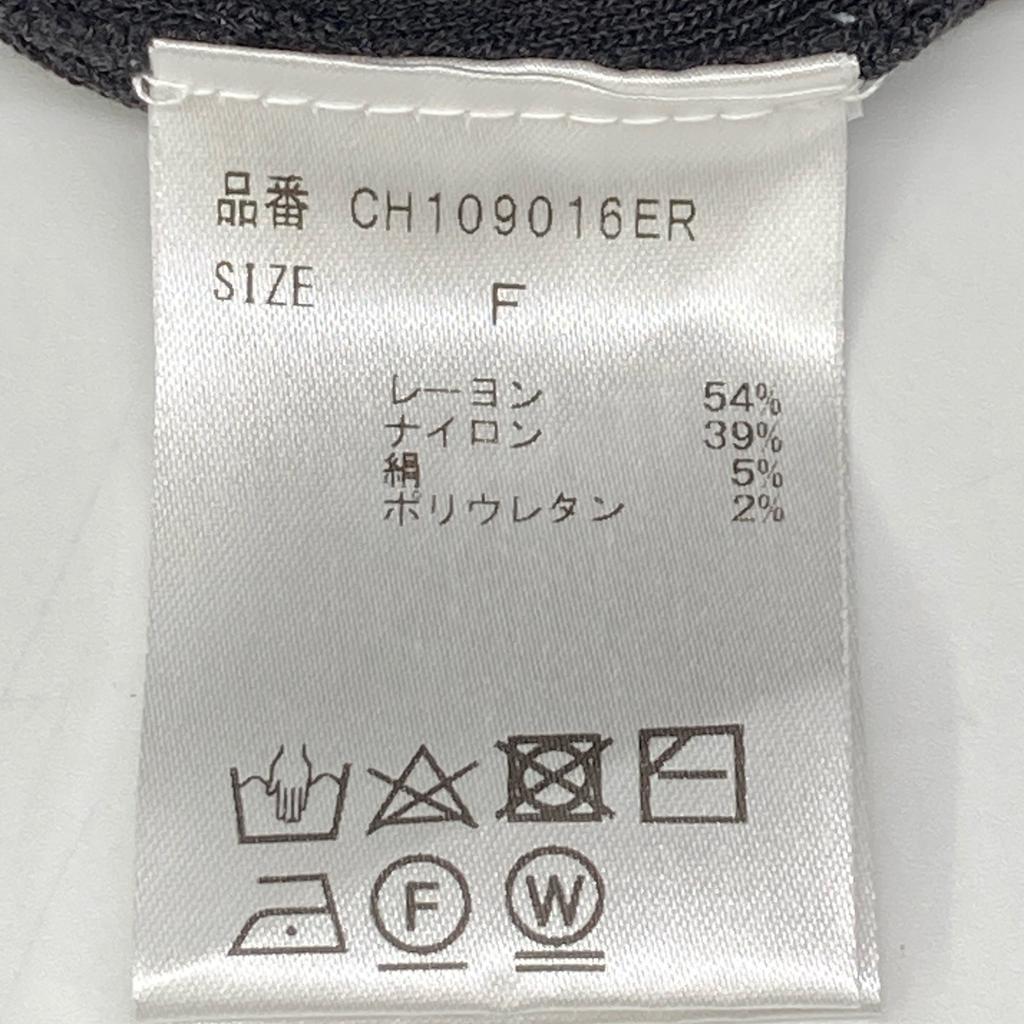 品番 CH109016ER
SIZE F
レーヨン 54%
ナイロン 39%
絹 5%
ポリウレタン 2%
F W